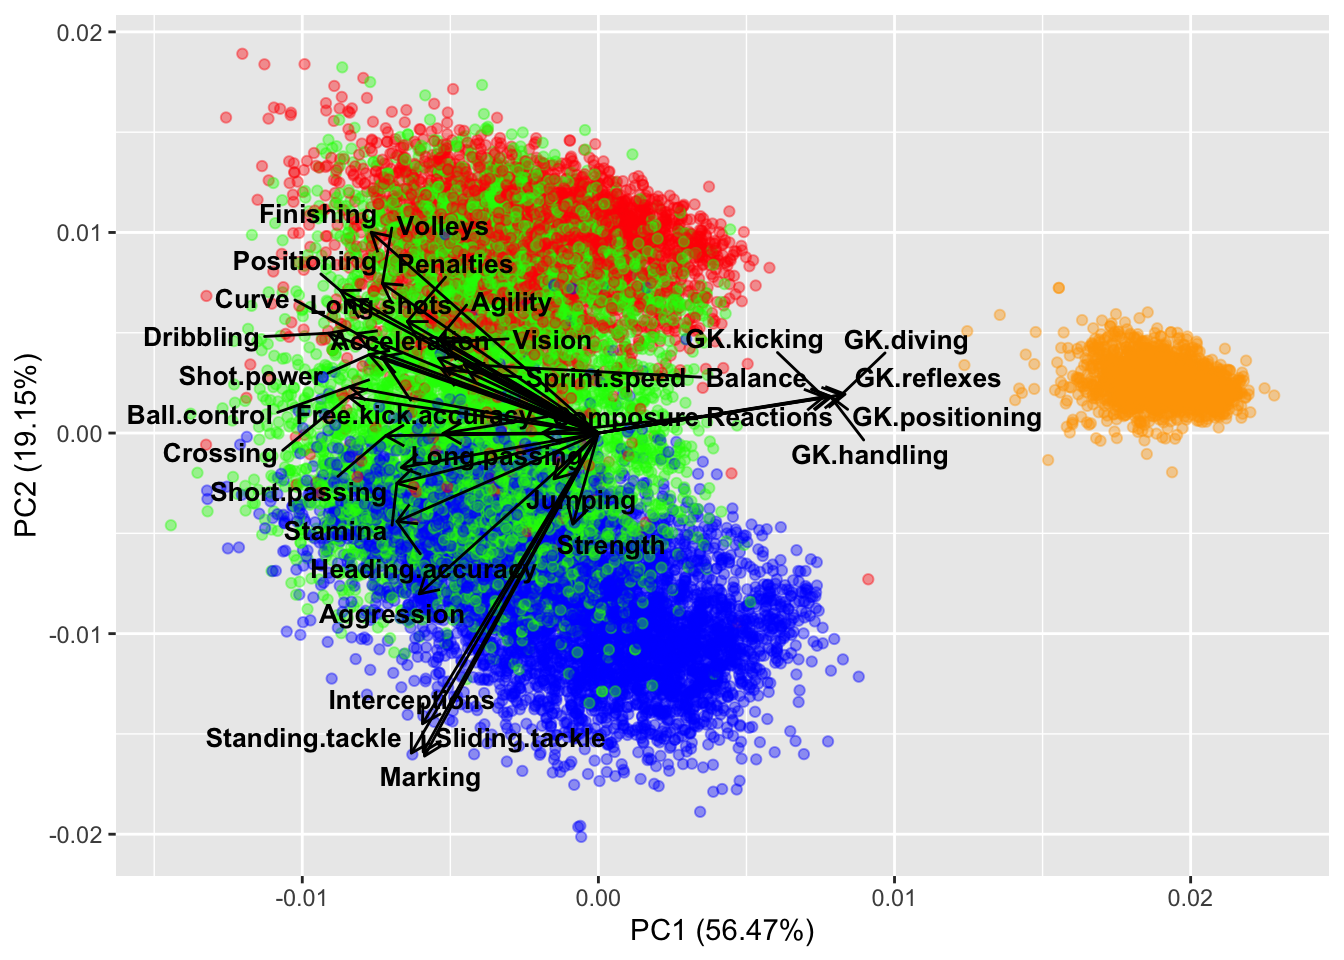 0.02
0.01
0.00
-0.01
-0.02
PC2 (19.15%)
Finishing
Volleys
Positioning
Penalties
Curve
Long.shots
Agility
Dribbling
Acceleration
Vision
GK.kicking
GK.diving
Shot.power
Sprint.speed
Balance
GK.reflexes
Ball.control
Free.kick.accuracy
Composure
Reactions
GK.positioning
Crossing
Long.passing
GK.handling
Short.passing
Jumping
Stamina
Strength
Heading.accuracy
Aggression
Interceptions
Standing.tackle
Sliding.tackle
Marking
-0.01
0.00
0.01
0.02
PC1 (56.47%)